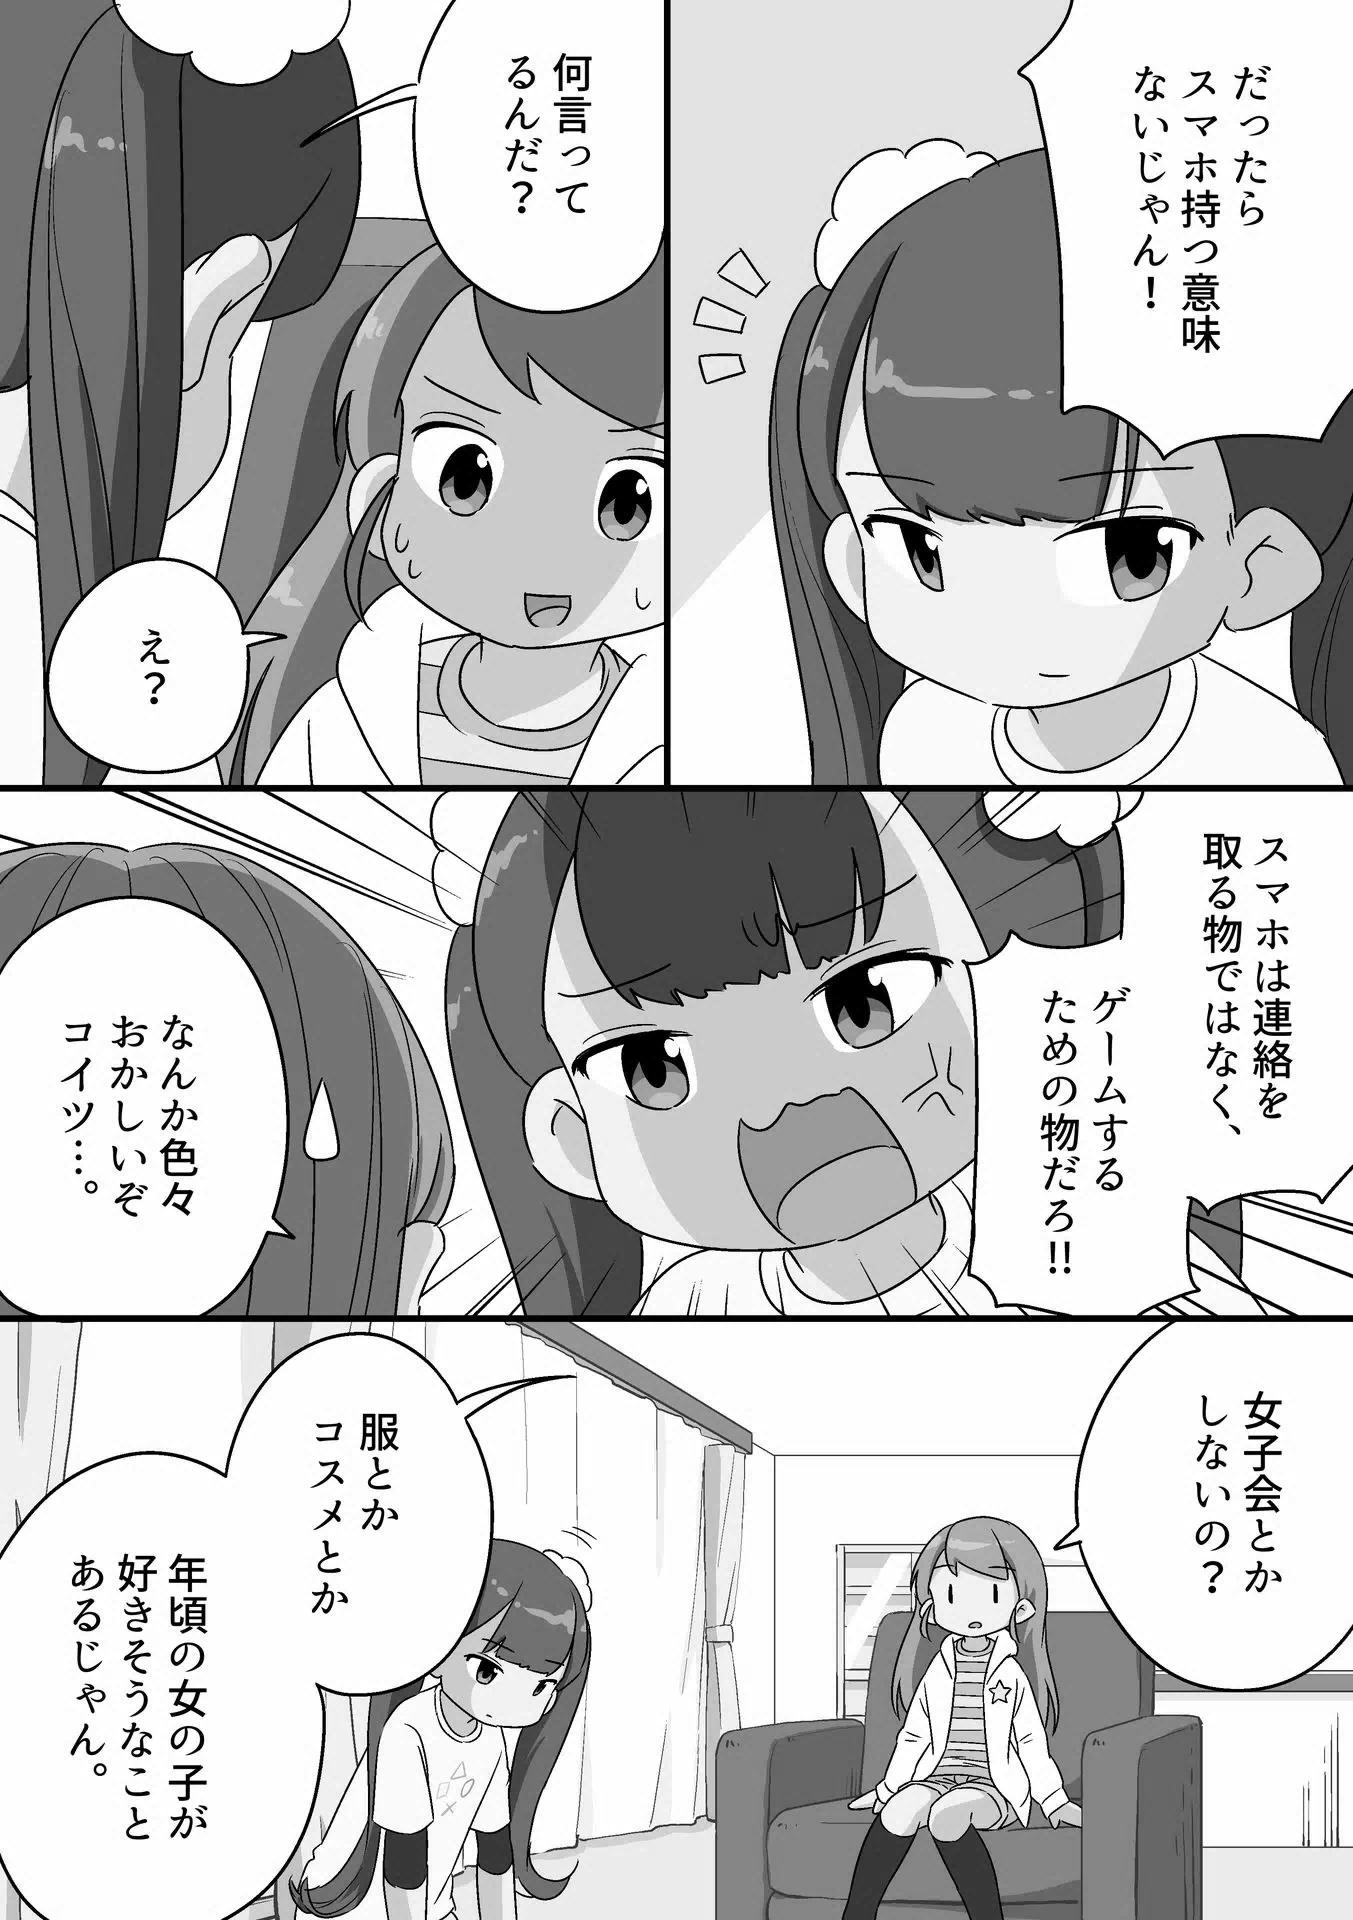 だったら
スマホ持つ意味
ないじゃん！
何言って
るんだ？
え？
スマホは連絡を
取る物ではなく、
ゲームする
ための物だろ!!
なんか色々
おかしいぞ
コイツ…。
女子会とか
しないの？
服とか
コスメとか
年頃の女の子が
好きそうなこと
あるじゃん。